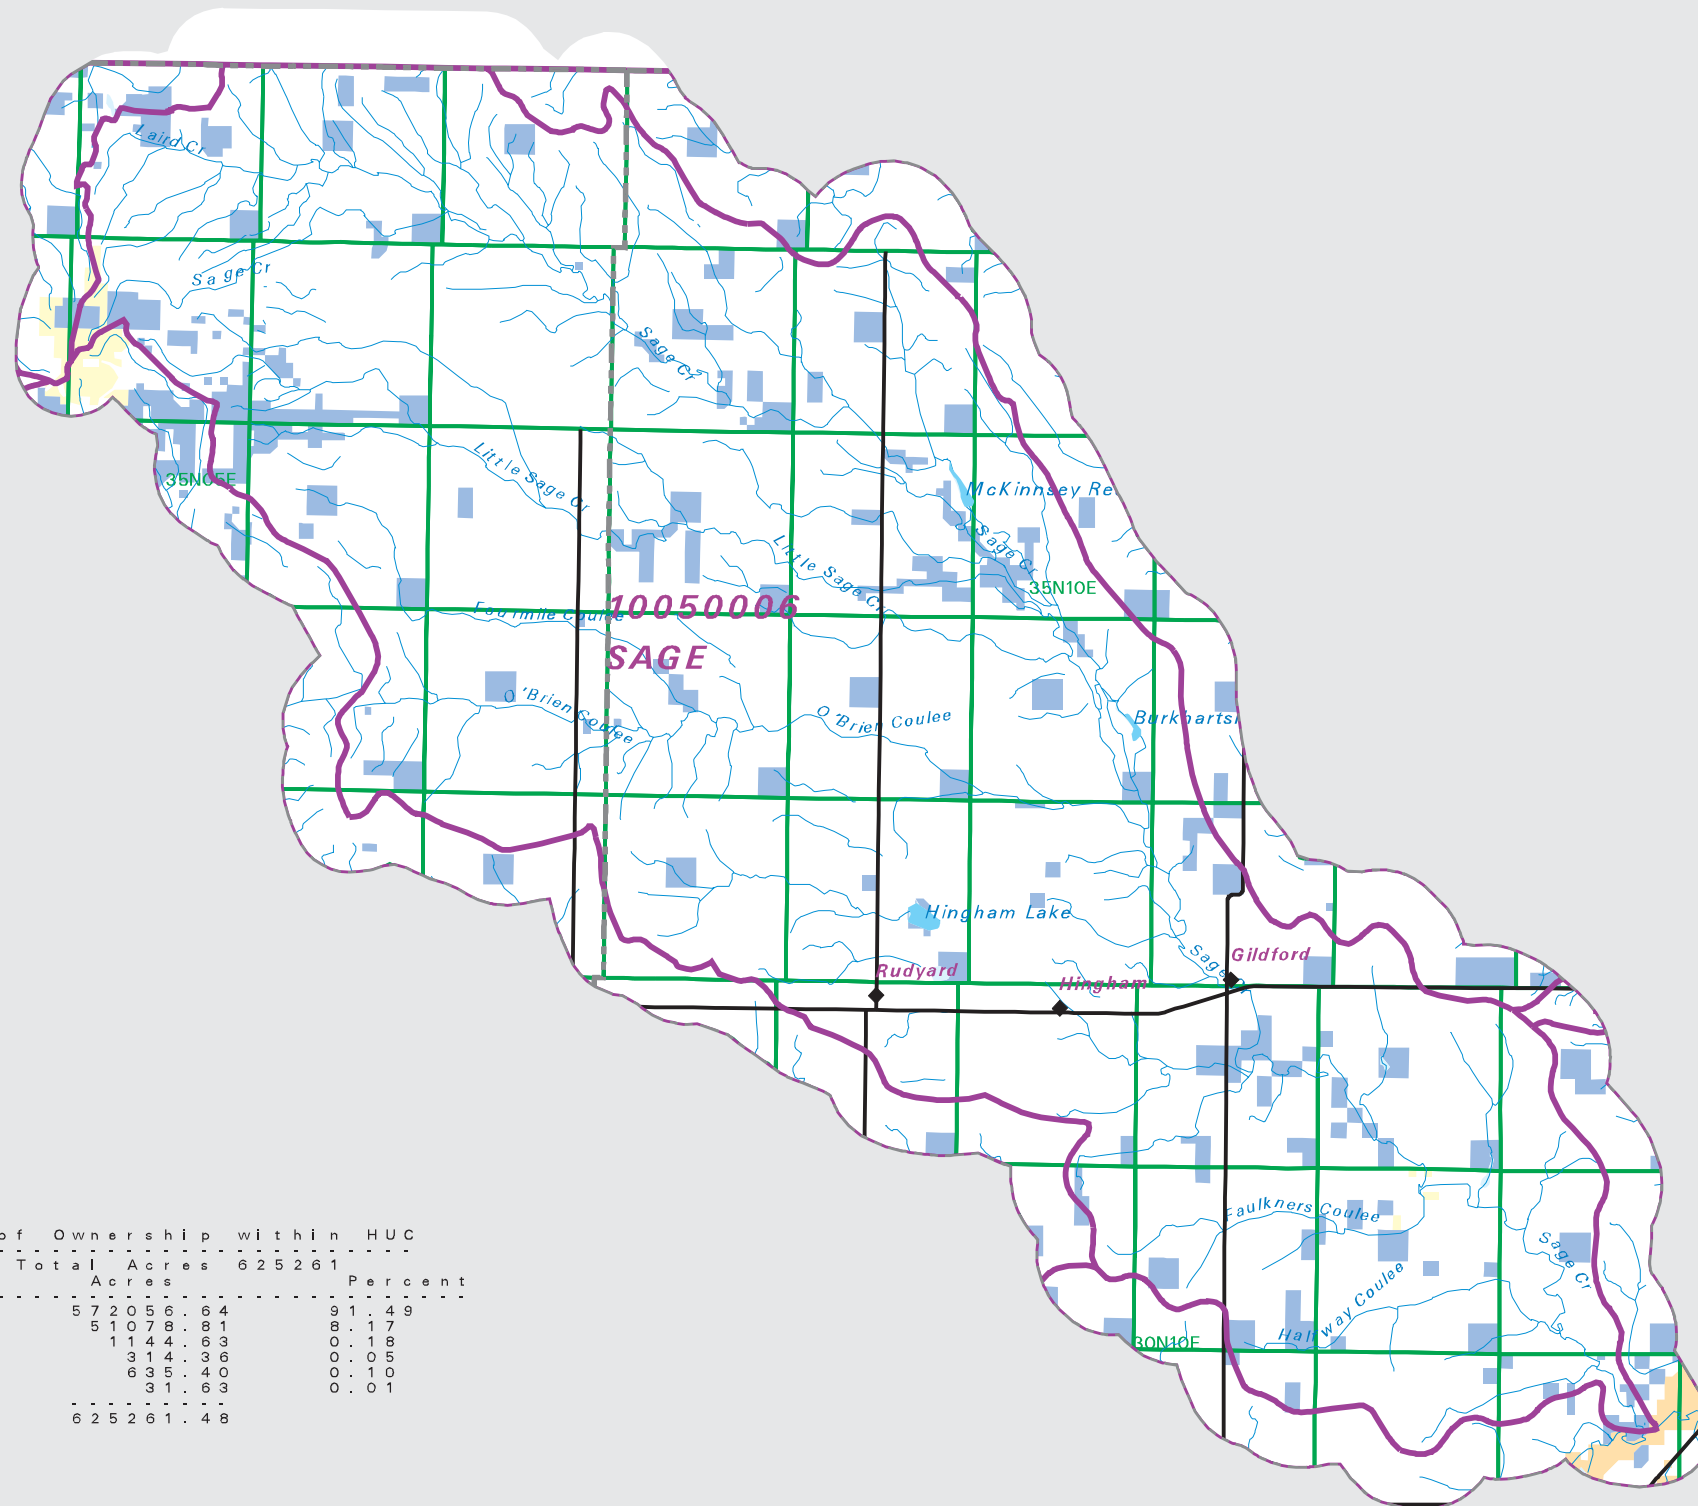 Laird Cr
Sage Cr
Sage Cr
35N05E
Little Sage Cr
McKinnsey Re
Sage Cr
Little Sage Cr
35N10E
10050006
Fourmile Coulee
SAGE
O'Brien Coulee
O'Brien Coulee
Burkhartsm
Hingham Lake
Rudyard
Hingham
Sage Cr
Gildford
Faulkners Coulee
Sage Cr
Halfway Coulee
30N10E
of Ownership within HUC
Total Acres 625261
Acres Percent
572056.64 91.49
51078.81 8.17
1144.63 0.18
314.36 0.05
635.40 0.10
31.63 0.01
625261.48